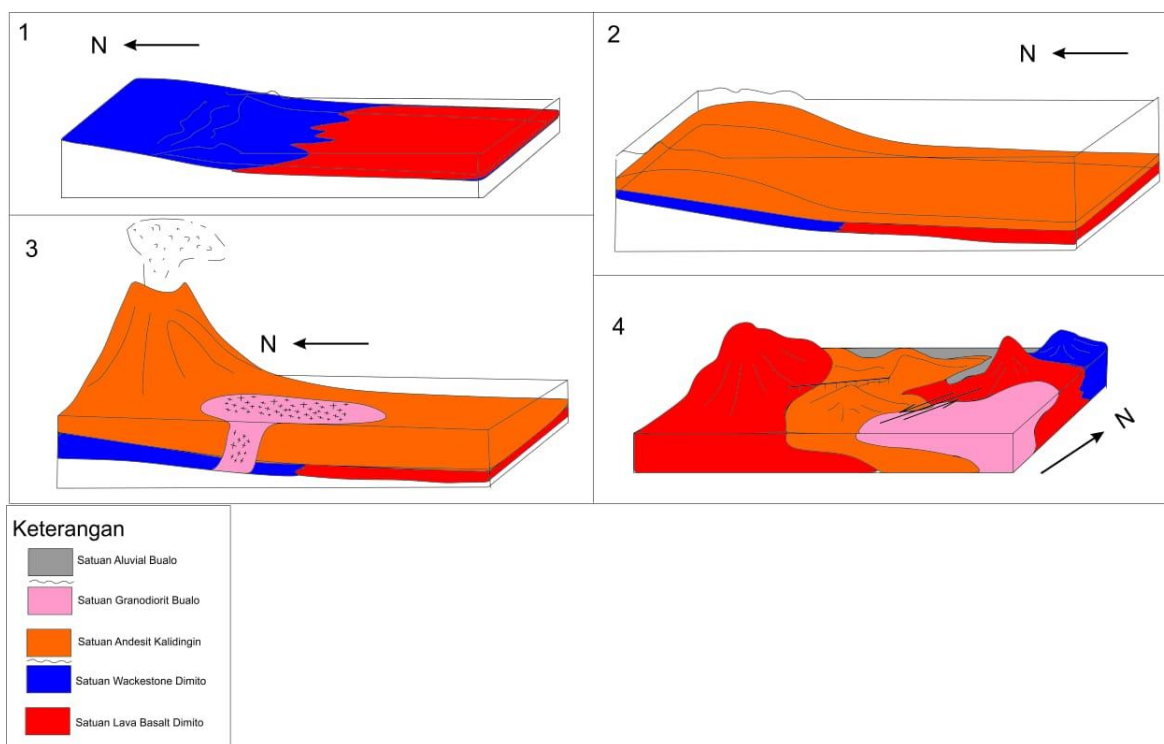 1
N
2
N
3
N
4
N
Keterangan
Satuan Aluvial Bualo
Satuan Granodiorit Bualo
Satuan Andesit Kalidingin
Satuan Wackestone Dimito
Satuan Lava Basalt Dimito